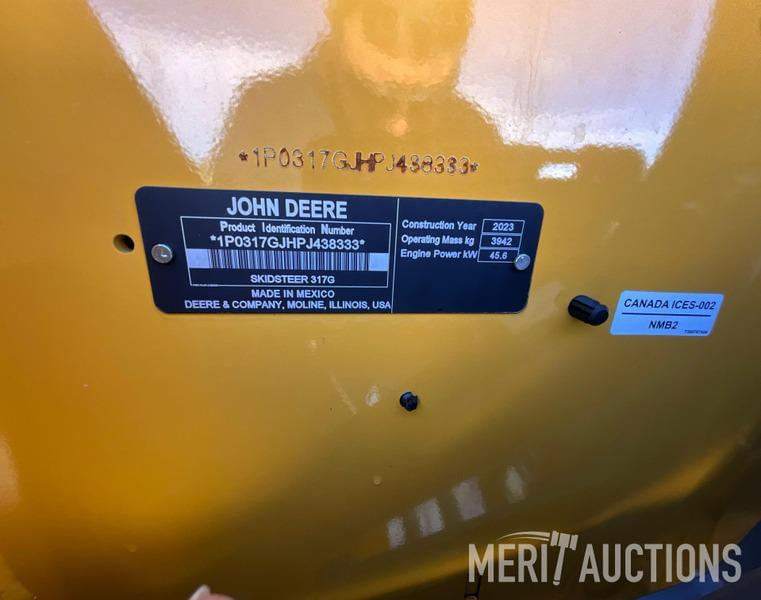 *1P0317GJHPJ438333*
JOHN DEERE
Product Identification Number
*1P0317GJHPJ438333*
SKIDSTEER 317G
MADE IN MEXICO
DEERE & COMPANY, MOLINE, ILLINOIS, USA
Construction Year 2023
Operating Mass kg 3942
Engine Power kW 45.6
CANADA ICES-002
NMB2
MERIT AUCTIONS